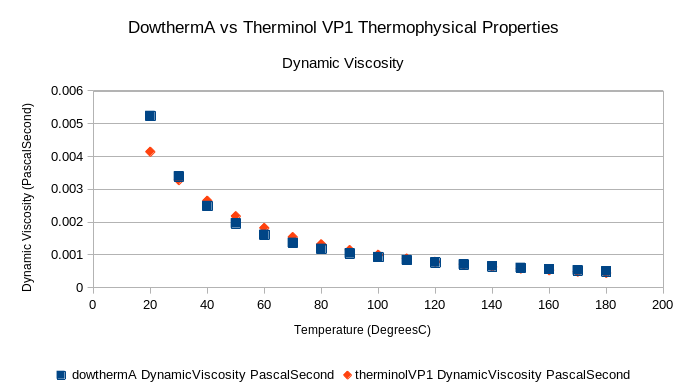 DowthermA vs Therminol VP1 Thermophysical Properties
Dynamic Viscosity
Dynamic Viscosity (PascalSecond)
0.006
0.005
0.004
0.003
0.002
0.001
0
0 20 40 60 80 100 120 140 160 180 200
Temperature (DegreesC)
dowthermA DynamicViscosity PascalSecond therminolVP1 DynamicViscosity PascalSecond